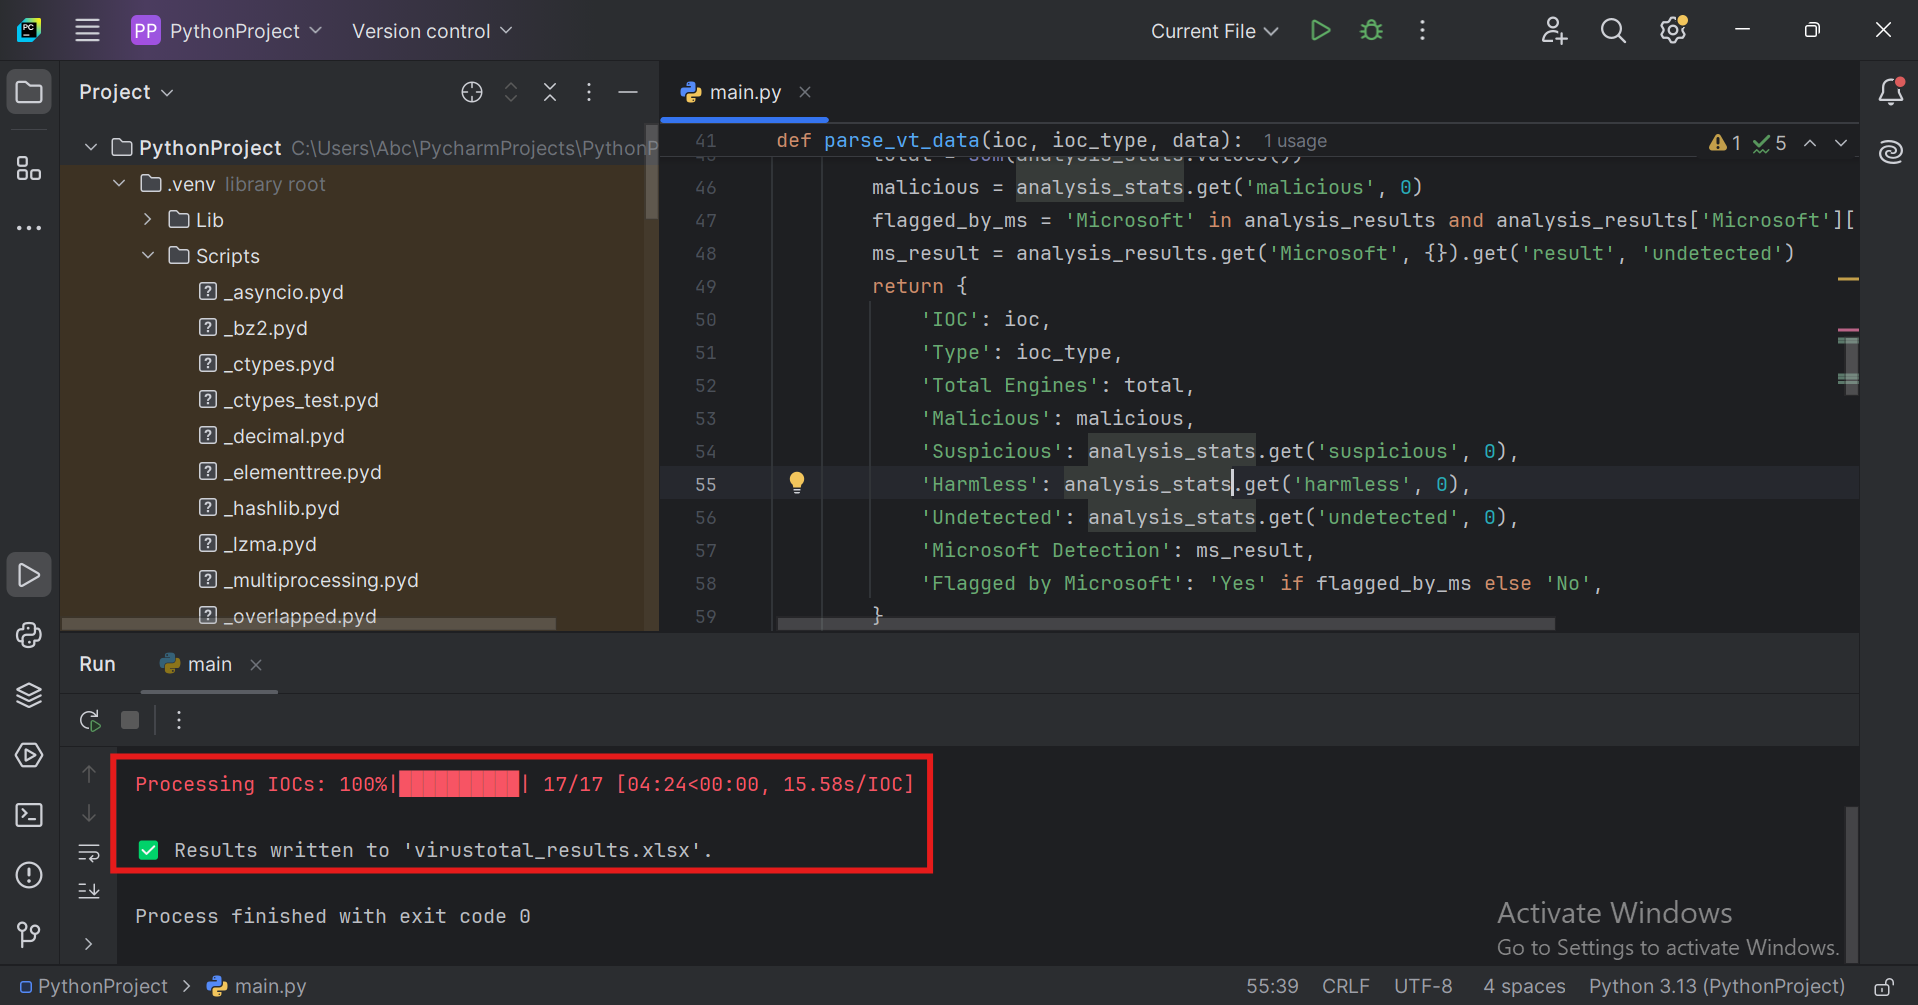 PC
PP PythonProject Version control Current File
Project
main.py
PythonProject C:\Users\Abc\PycharmProjects\PythonP
.venv library root
Lib
Scripts
_asyncio.pyd
_bz2.pyd
_ctypes.pyd
_ctypes_test.pyd
_decimal.pyd
_elementtree.pyd
_hashlib.pyd
_lzma.pyd
_multiprocessing.pyd
_overlapped.pyd
41 def parse_vt_data(ioc, ioc_type, data): 1 usage 1 5
total = sum(analysis_stats.values())
46 malicious = analysis_stats.get('malicious', 0)
47 flagged_by_ms = 'Microsoft' in analysis_results and analysis_results['Microsoft'][
48 ms_result = analysis_results.get('Microsoft', {}).get('result', 'undetected')
49 return {
50 'IOC': ioc,
51 'Type': ioc_type,
52 'Total Engines': total,
53 'Malicious': malicious,
54 'Suspicious': analysis_stats.get('suspicious', 0),
55 'Harmless': analysis_stats.get('harmless', 0),
56 'Undetected': analysis_stats.get('undetected', 0),
57 'Microsoft Detection': ms_result,
58 'Flagged by Microsoft': 'Yes' if flagged_by_ms else 'No',
59 }
Run main
Processing IOCs: 100%|██████████| 17/17 [04:24<00:00, 15.58s/IOC]
✅ Results written to 'virustotal_results.xlsx'.
Process finished with exit code 0
Activate Windows
Go to Settings to activate Windows.
PythonProject > main.py 55:39 CRLF UTF-8 4 spaces Python 3.13 (PythonProject)